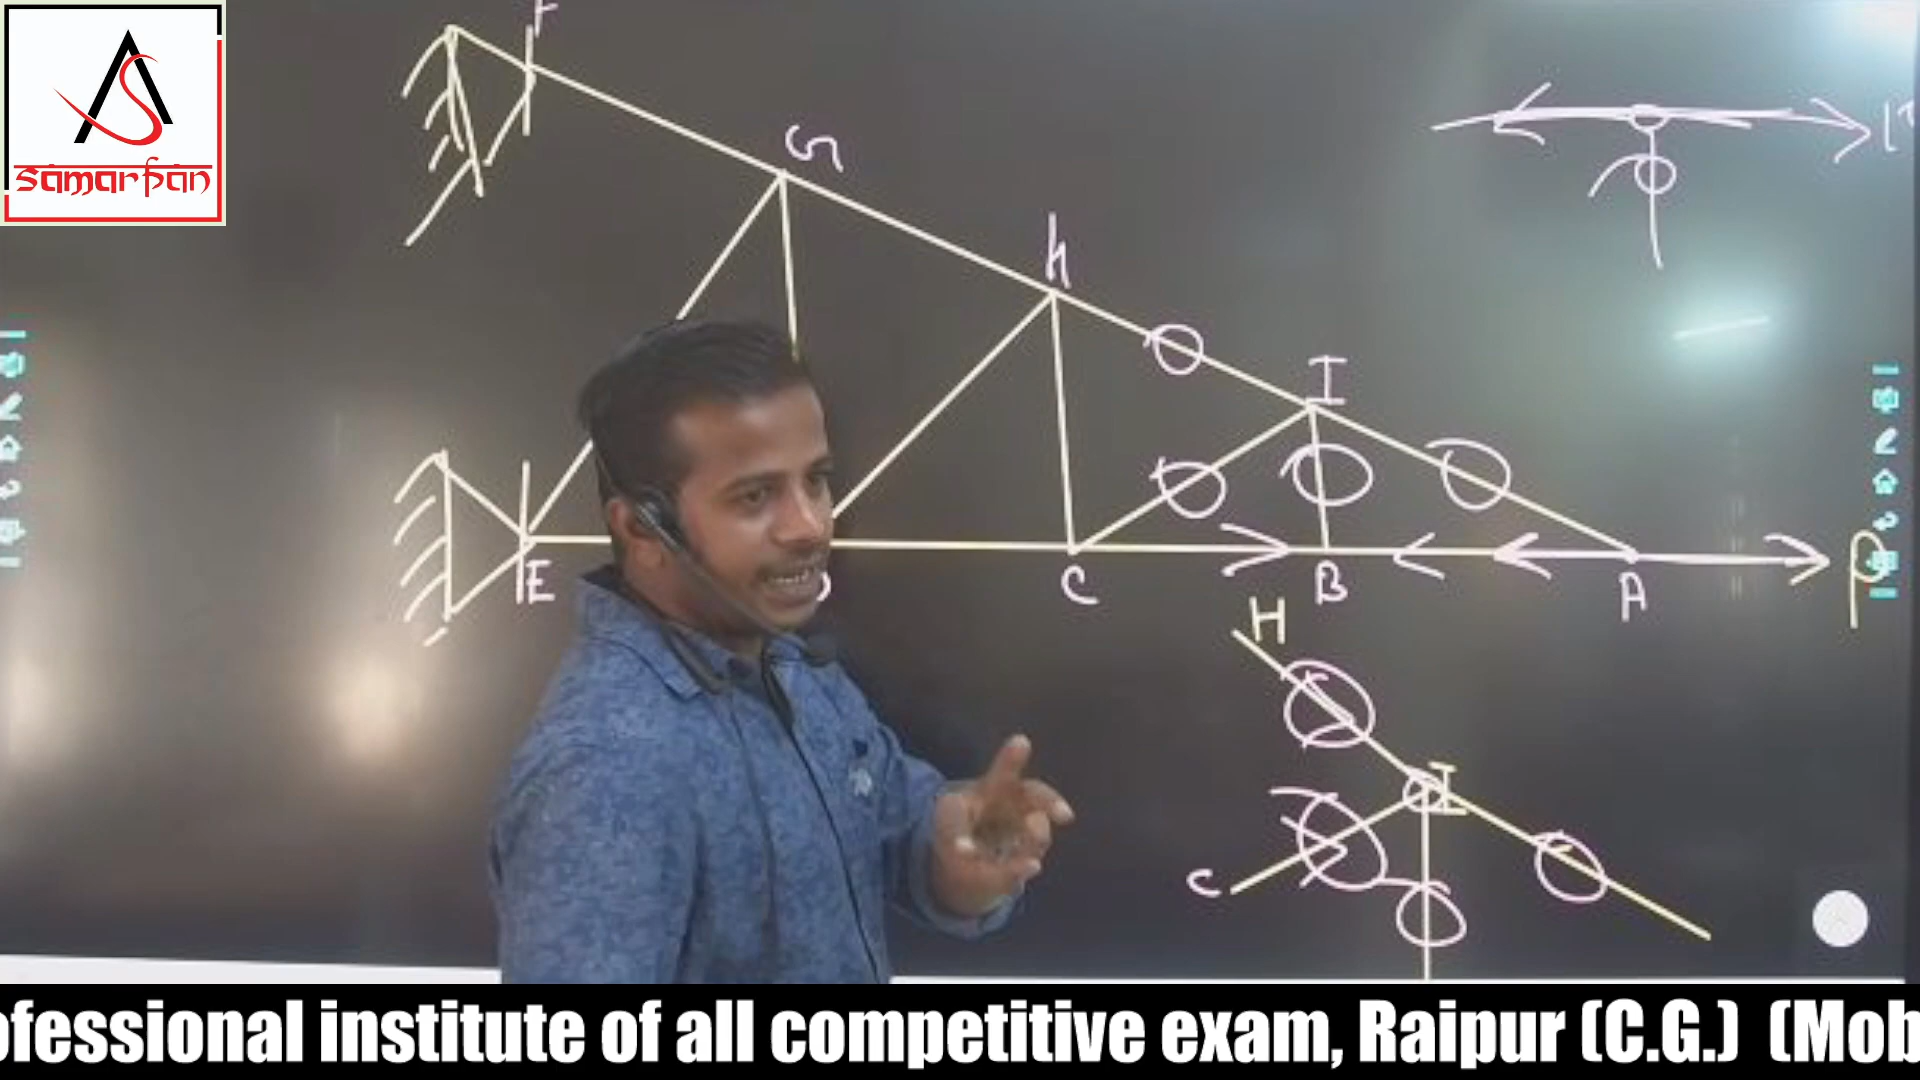 F
SAMARPAN
G
H
I
E
C
B
A
P
H
I
C
ofessional institute of all competitive exam, Raipur (C.G.) (Mob